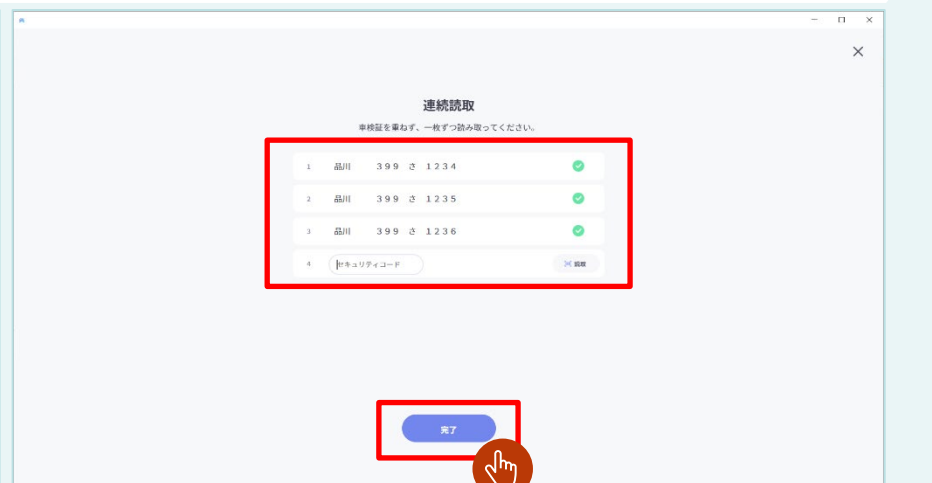 連続読取
車検証を重ねず、一枚ずつ読み取ってください。
1 品川 399 さ 1234
2 品川 399 さ 1235
3 品川 399 さ 1236
4 セキュリティコード 読取
完了